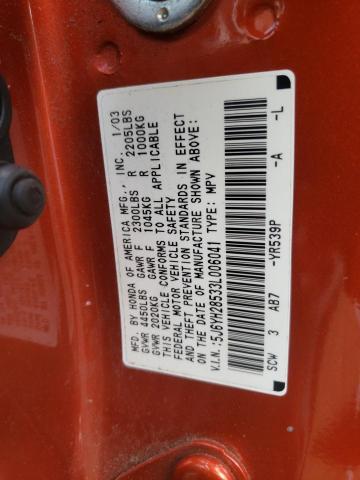 MFD. BY HONDA OF AMERICA MFG., INC. 1/03
GVWR 4450LBS GAWR F 2300LBS R 2205LBS
GVWR 2020KG GAWR F 1045KG R 1000KG
THIS VEHICLE CONFORMS TO ALL APPLICABLE
FEDERAL MOTOR VEHICLE SAFETY
AND THEFT PREVENTION STANDARDS IN EFFECT
ON THE DATE OF MANUFACTURE SHOWN ABOVE:
V.I.N.:5J6YH28533L006041 TYPE: MPV
SCW 3 AB7 -YR539P -A -L